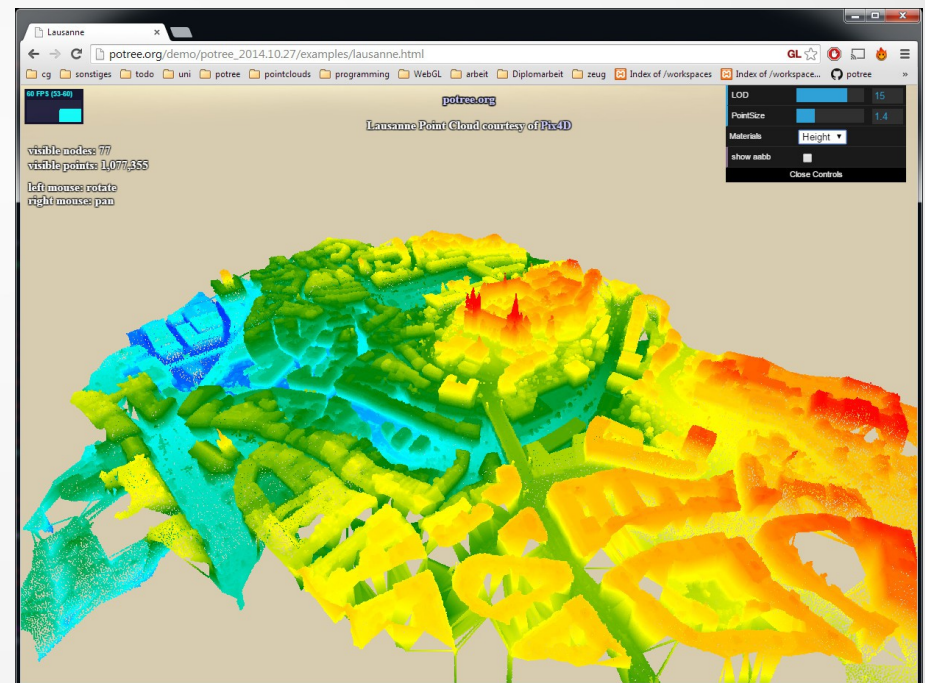 Lausanne
potree.org/demo/potree_2014.10.27/examples/lausanne.html
GL
cg sonstiges todo uni potree pointclouds programming WebGL arbeit Diplomarbeit zeug Index of /workspaces Index of /workspace... potree »
60 FPS (53-60)
potree.org
Lausanne Point Cloud courtesy of Pix4D
visible nodes: 77
visible points: 1,077,355
left mouse: rotate
right mouse: pan
LOD 15
PointSize 1.4
Materials Height
show aabb
Close Controls